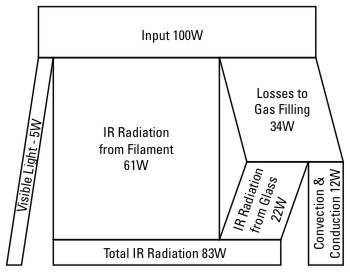 Input 100W
Visible Light - 5W
IR Radiation
from Filament
61W
Losses to
Gas Filling
34W
IR Radiation
from Glass
22W
Convection &
Conduction 12W
Total IR Radiation 83W